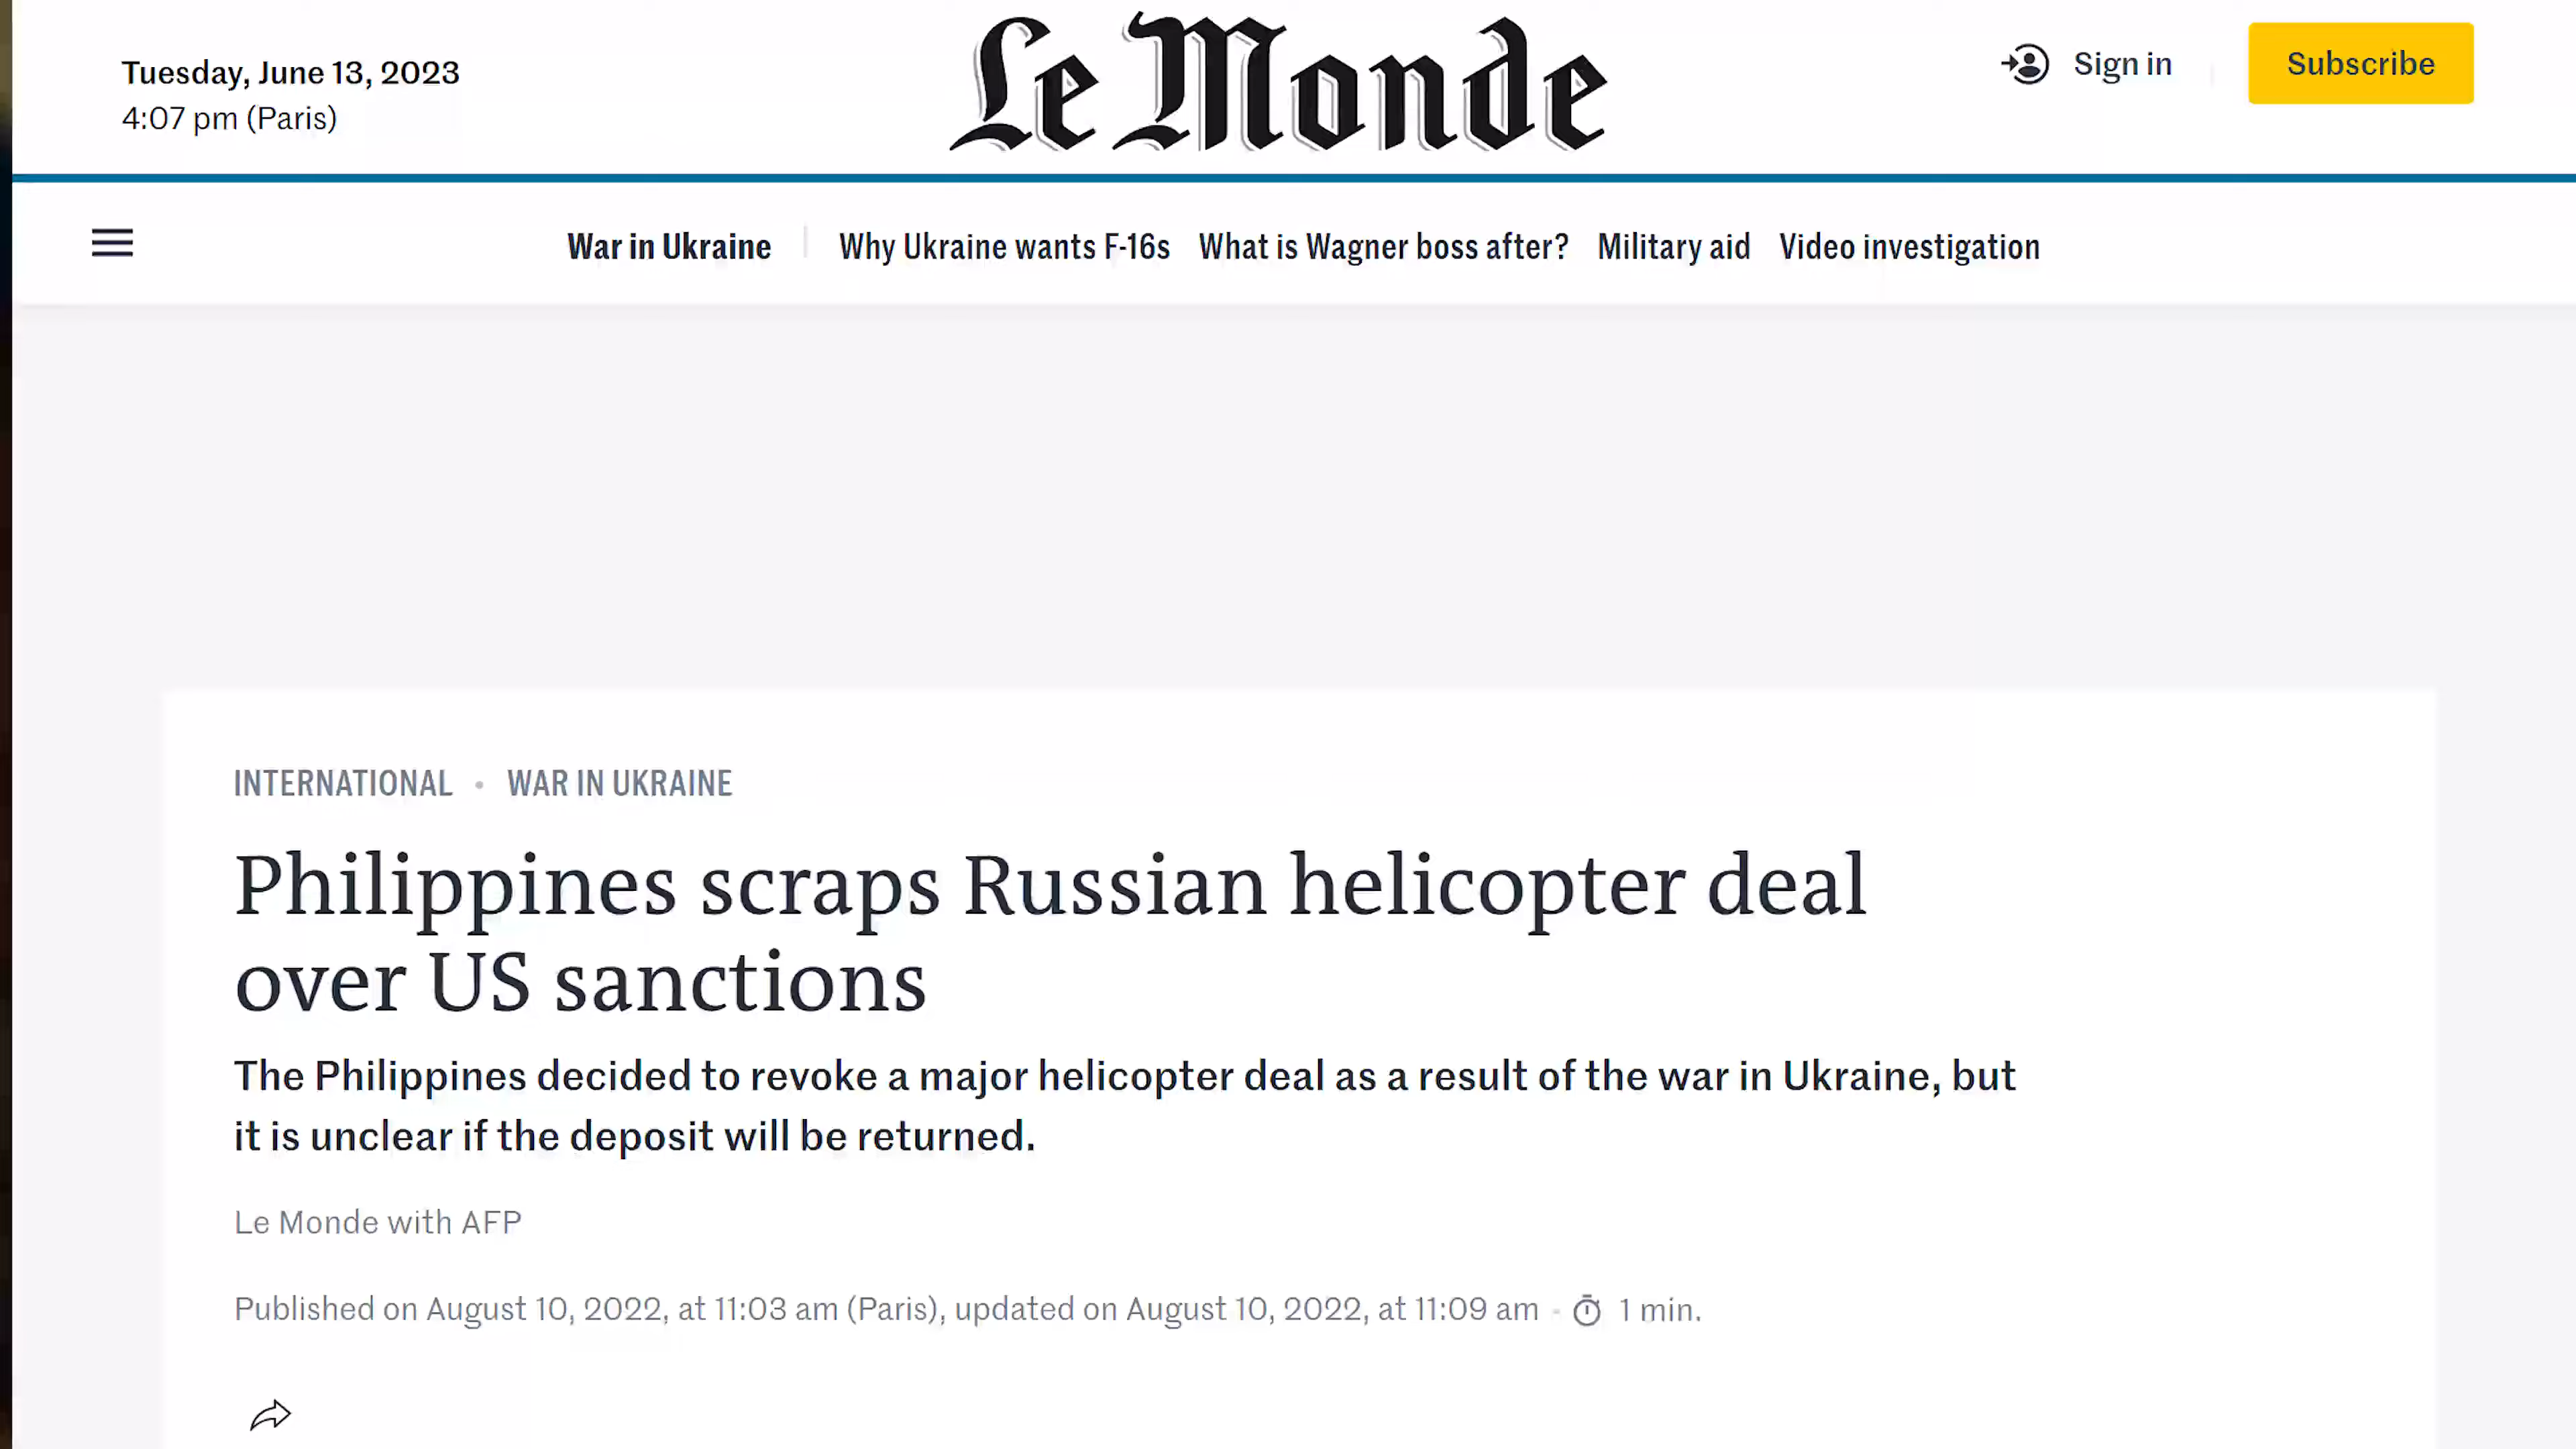 Tuesday, June 13, 2023
4:07 pm (Paris)
Le Monde
Sign in
Subscribe
War in Ukraine
Why Ukraine wants F-16s
What is Wagner boss after?
Military aid
Video investigation
INTERNATIONAL • WAR IN UKRAINE
Philippines scraps Russian helicopter deal
over US sanctions
The Philippines decided to revoke a major helicopter deal as a result of the war in Ukraine, but
it is unclear if the deposit will be returned.
Le Monde with AFP
Published on August 10, 2022, at 11:03 am (Paris), updated on August 10, 2022, at 11:09 am · 1 min.